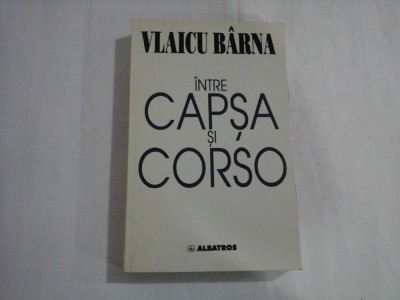 VLAICU BÂRNA
ÎNTRE
CAPȘA
ȘI
CORSO
ALBATROS